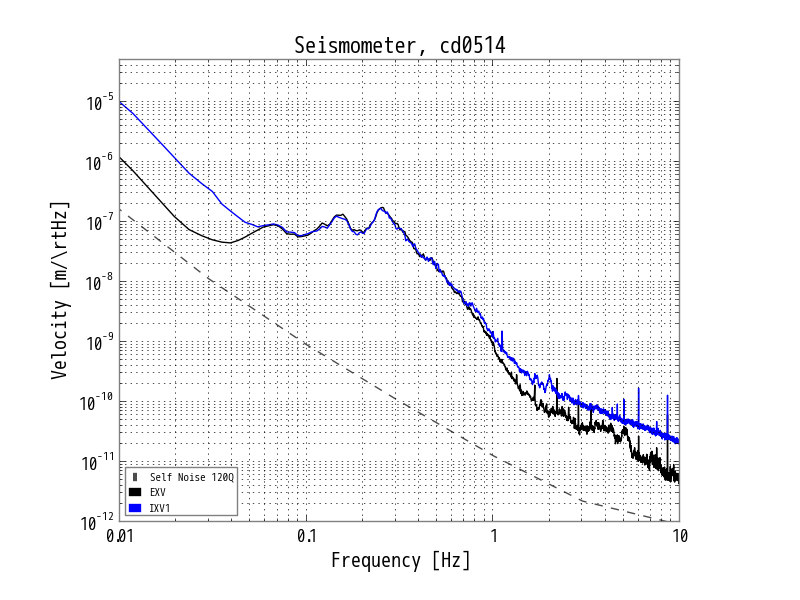 Seismometer, cd0514
Velocity [m/\rtHz]
10^-5
10^-6
10^-7
10^-8
10^-9
10^-10
10^-11
10^-12
Self Noise 120Q
EXV
IXV1
0.01 0.1 1 10
Frequency [Hz]